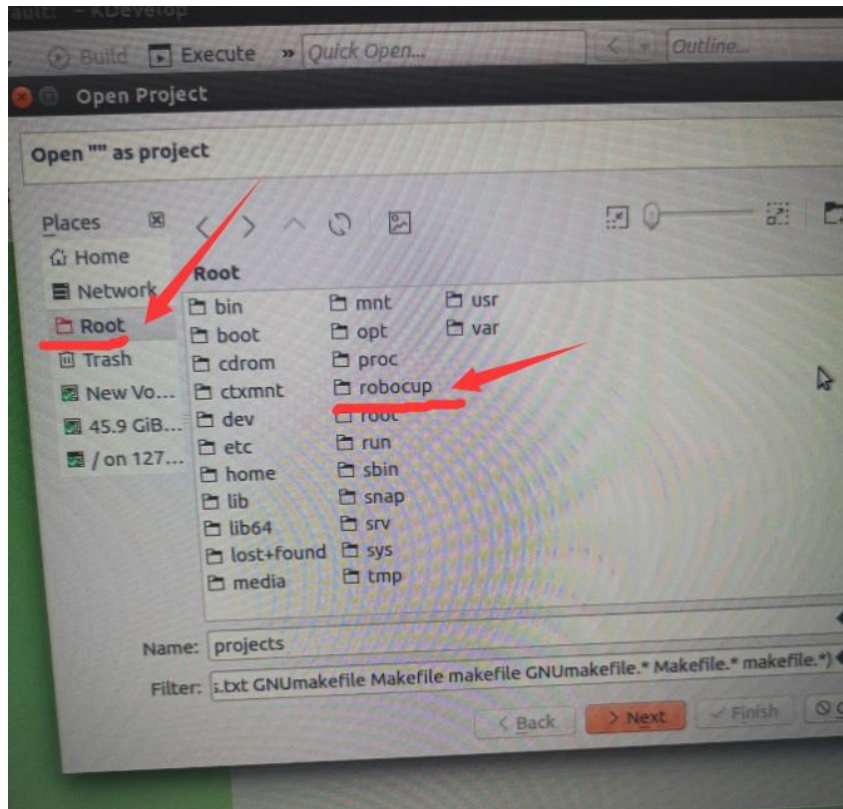 ault: - KDevelop
Build Execute » Quick Open... Outline...
Open Project
Open "" as project
Places
Home
Network
Root
Trash
New Vo...
45.9 GiB...
/ on 127...
Root
bin
boot
cdrom
ctxmnt
dev
etc
home
lib
lib64
lost+found
media
mnt
opt
proc
robocup
root
run
sbin
snap
srv
sys
tmp
usr
var
Name: projects
Filter: s.txt GNUmakefile Makefile makefile GNUmakefile.* Makefile.* makefile.*)
< Back > Next Finish